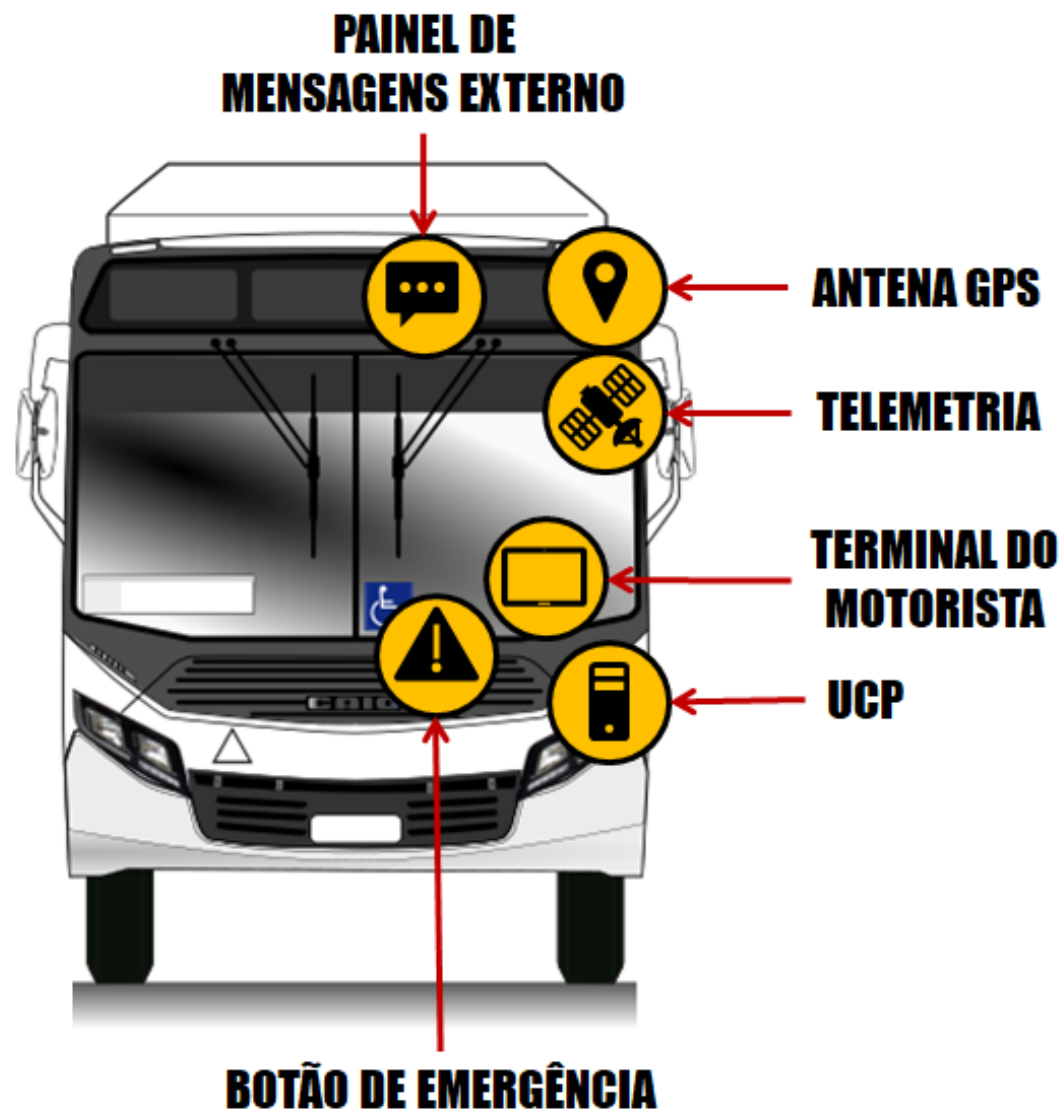 PAINEL DE
MENSAGENS EXTERNO
ANTENA GPS
TELEMETRIA
TERMINAL DO
MOTORISTA
UCP
BOTÃO DE EMERGÊNCIA